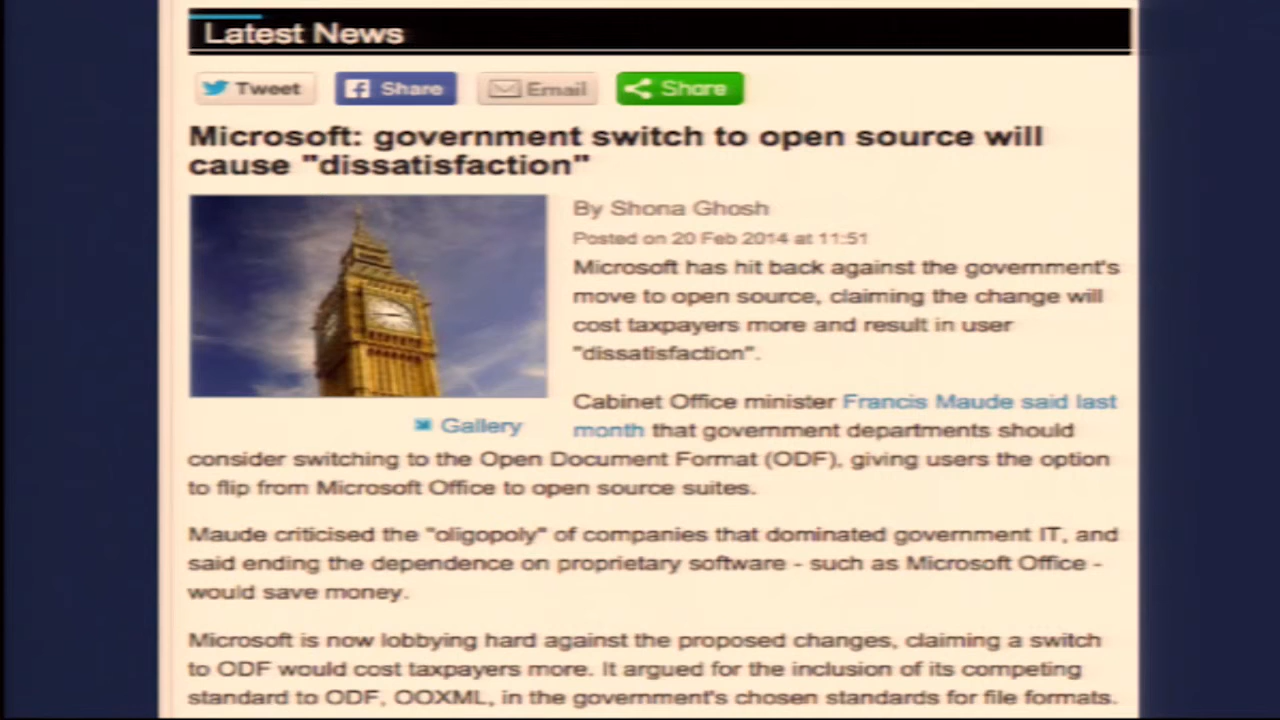 Latest News
Tweet
Share
Email
Share
Microsoft: government switch to open source will
cause "dissatisfaction"
By Shona Ghosh
Posted on 20 Feb 2014 at 11:51
Microsoft has hit back against the government's
move to open source, claiming the change will
cost taxpayers more and result in user
"dissatisfaction".
Gallery
Cabinet Office minister Francis Maude said last
month that government departments should
consider switching to the Open Document Format (ODF), giving users the option
to flip from Microsoft Office to open source suites.
Maude criticised the "oligopoly" of companies that dominated government IT, and
said ending the dependence on proprietary software - such as Microsoft Office -
would save money.
Microsoft is now lobbying hard against the proposed changes, claiming a switch
to ODF would cost taxpayers more. It argued for the inclusion of its competing
standard to ODF, OOXML, in the government's chosen standards for file formats.